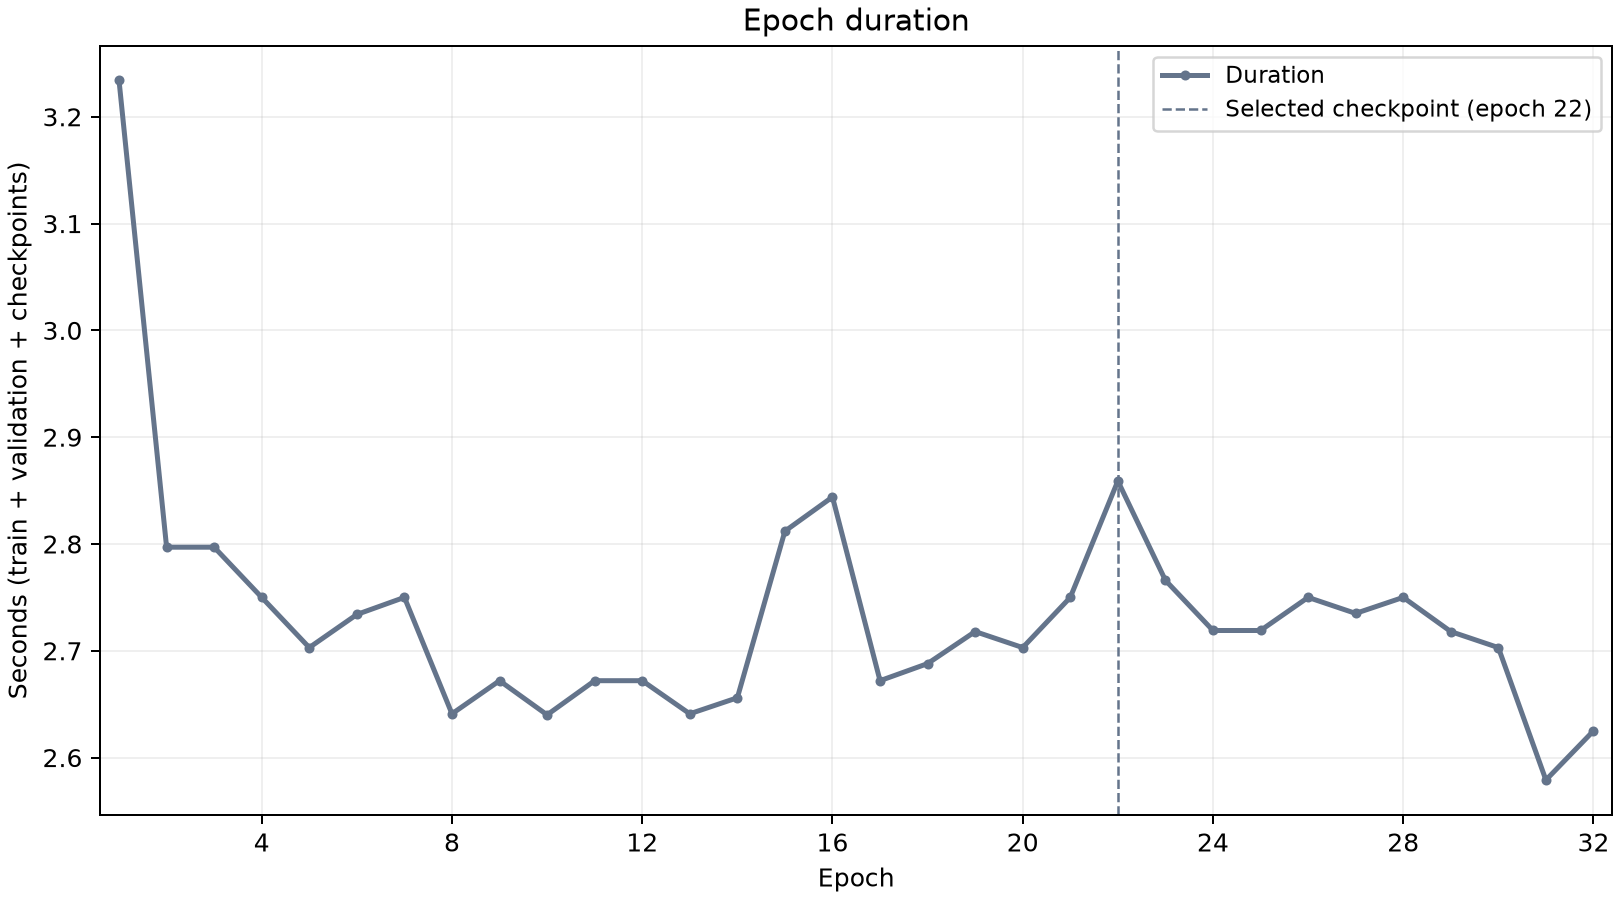 Epoch duration
Duration
Selected checkpoint (epoch 22)
Seconds (train + validation + checkpoints)
3.2
3.1
3.0
2.9
2.8
2.7
2.6
4 8 12 16 20 24 28 32
Epoch